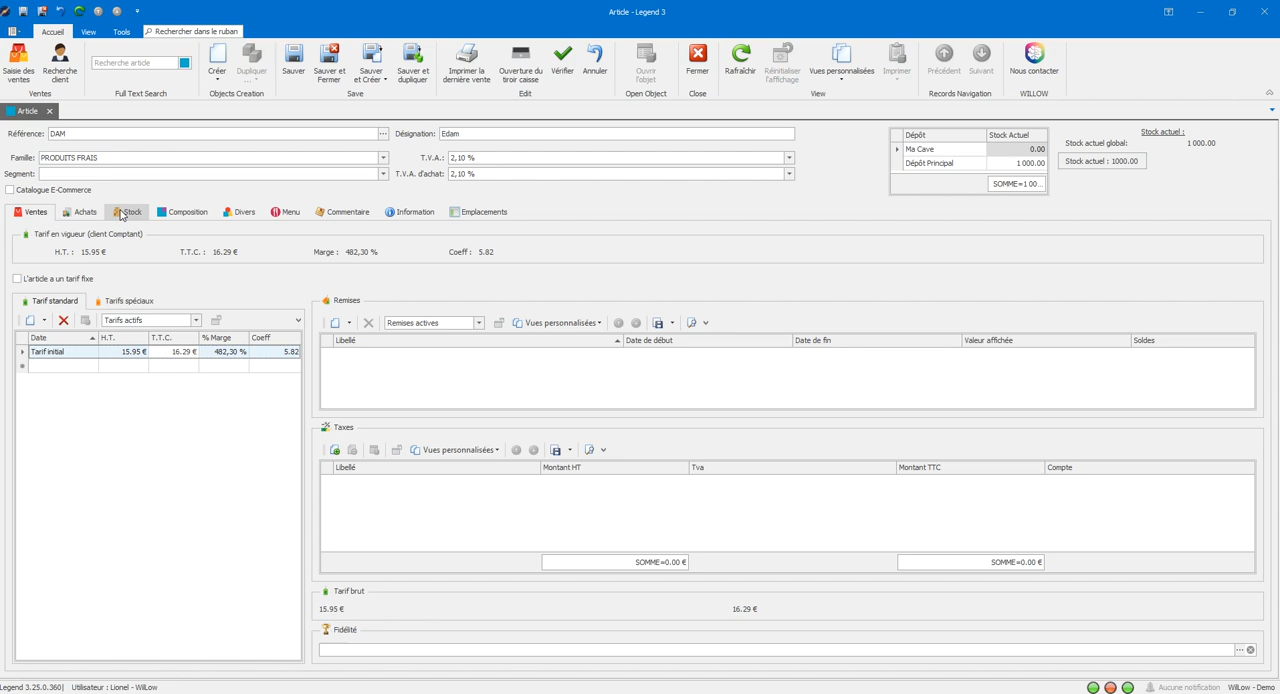 Article - Legend 3
Accueil View Tools Rechercher dans le ruban
Saisie des ventes Recherche client Recherche article Créer Dupliquer ... Sauver Sauver et Fermer Sauver et Créer Sauver et dupliquer Imprimer la dernière vente Ouverture du tiroir caisse Vérifier Annuler Ouvrir l'objet Fermer Rafraîchir Réinitialiser l'affichage Vues personnalisées Imprimer Précédent Suivant Nous contacter
Ventes Full Text Search Objects Creation Save Edit Open Object Close View Records Navigation WILLOW
Article
Référence: DAM ... Désignation: Edam
Famille: PRODUITS FRAIS T.V.A.: 2,10 %
Segment: T.V.A. d'achat: 2,10 %
Catalogue E-Commerce
Dépôt Stock Actuel
Ma Cave 0.00
Dépôt Principal 1 000.00
SOMME=1 00...
Stock actuel :
Stock actuel global: 1 000.00
Stock actuel : 1000.00
Ventes Achats Stock Composition Divers Menu Commentaire Information Emplacements
Tarif en vigueur (client Comptant)
H.T. : 15.95 € T.T.C. : 16.29 € Marge : 482,30 % Coeff : 5.82
L'article a un tarif fixe
Tarif standard Tarifs spéciaux
Tarifs actifs
Date H.T. T.T.C. % Marge Coeff
Tarif initial 15.95 € 16.29 € 482,30 % 5.82
Remises
Remises actives Vues personnalisées
Libellé Date de début Date de fin Valeur affichée Soldes
Taxes
Vues personnalisées
Libellé Montant HT Tva Montant TTC Compte
SOMME=0.00 € SOMME=0.00 €
Tarif brut
15.95 € 16.29 €
Fidélité
...
Legend 3.25.0.360| Utilisateur : Lionel - WilLow Aucune notification WilLow - Demo